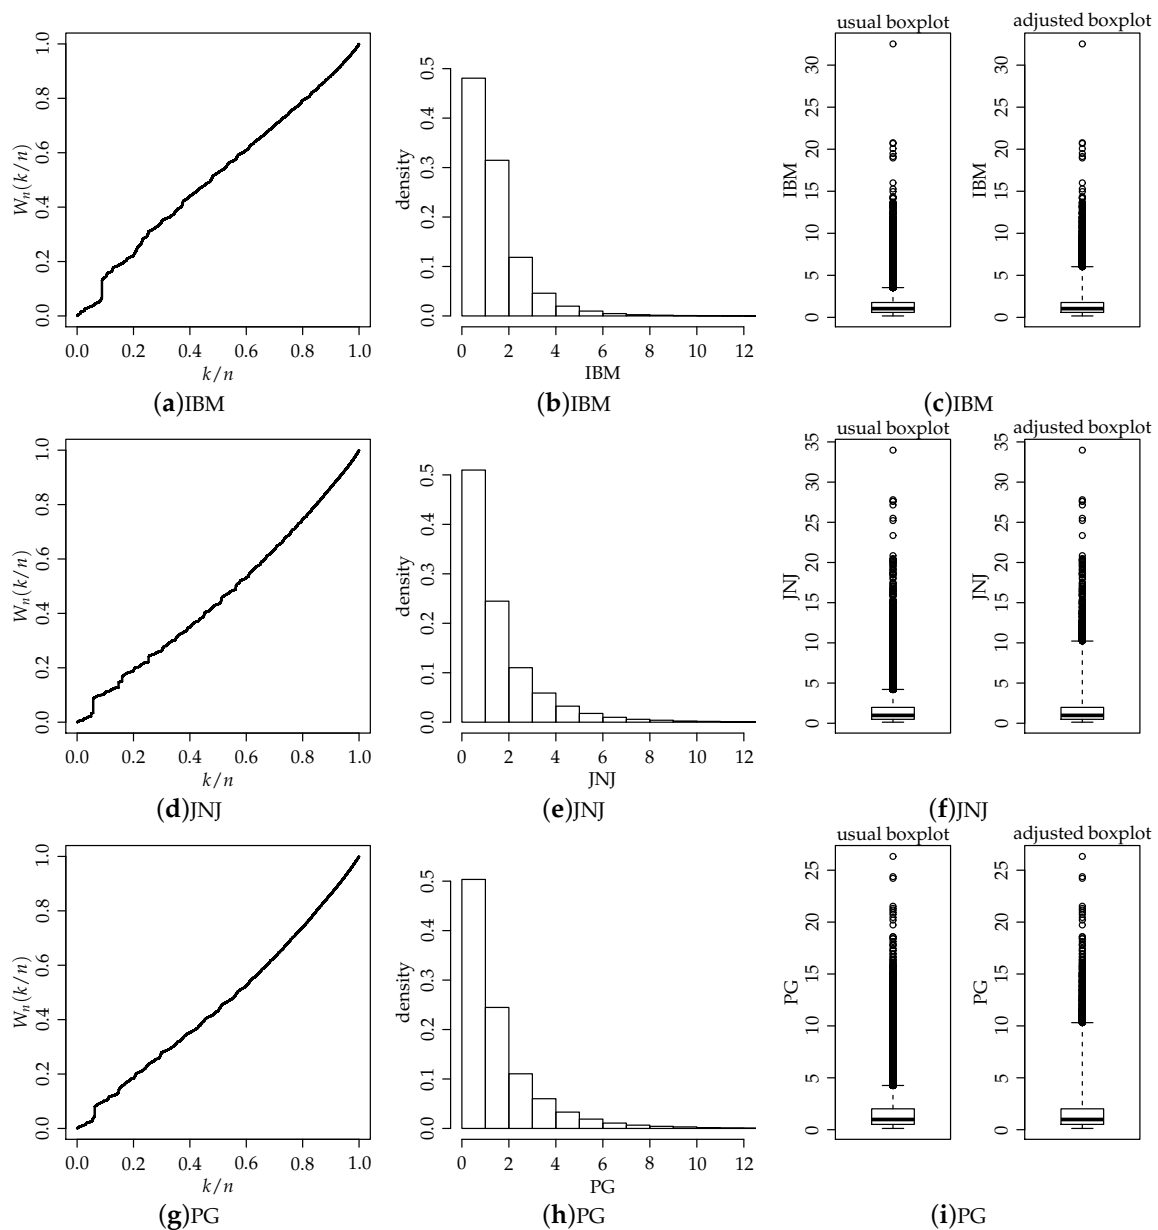 usual boxplot
adjusted boxplot
Wn(k/n)
0.0 0.2 0.4 0.6 0.8 1.0
0.0 0.2 0.4 0.6 0.8 1.0
k/n
(a)IBM
density
0.0 0.1 0.2 0.3 0.4 0.5
0 2 4 6 8 10 12
IBM
(b)IBM
IBM
0 5 10 15 20 25 30
IBM
0 5 10 15 20 25 30
(c)IBM
usual boxplot
adjusted boxplot
Wn(k/n)
0.0 0.2 0.4 0.6 0.8 1.0
0.0 0.2 0.4 0.6 0.8 1.0
k/n
(d)JNJ
density
0.0 0.1 0.2 0.3 0.4 0.5
0 2 4 6 8 10 12
JNJ
(e)JNJ
JNJ
0 5 10 15 20 25 30 35
JNJ
0 5 10 15 20 25 30 35
(f)JNJ
usual boxplot
adjusted boxplot
Wn(k/n)
0.0 0.2 0.4 0.6 0.8 1.0
0.0 0.2 0.4 0.6 0.8 1.0
k/n
(g)PG
density
0.0 0.1 0.2 0.3 0.4 0.5
0 2 4 6 8 10 12
PG
(h)PG
PG
0 5 10 15 20 25
PG
0 5 10 15 20 25
(i)PG